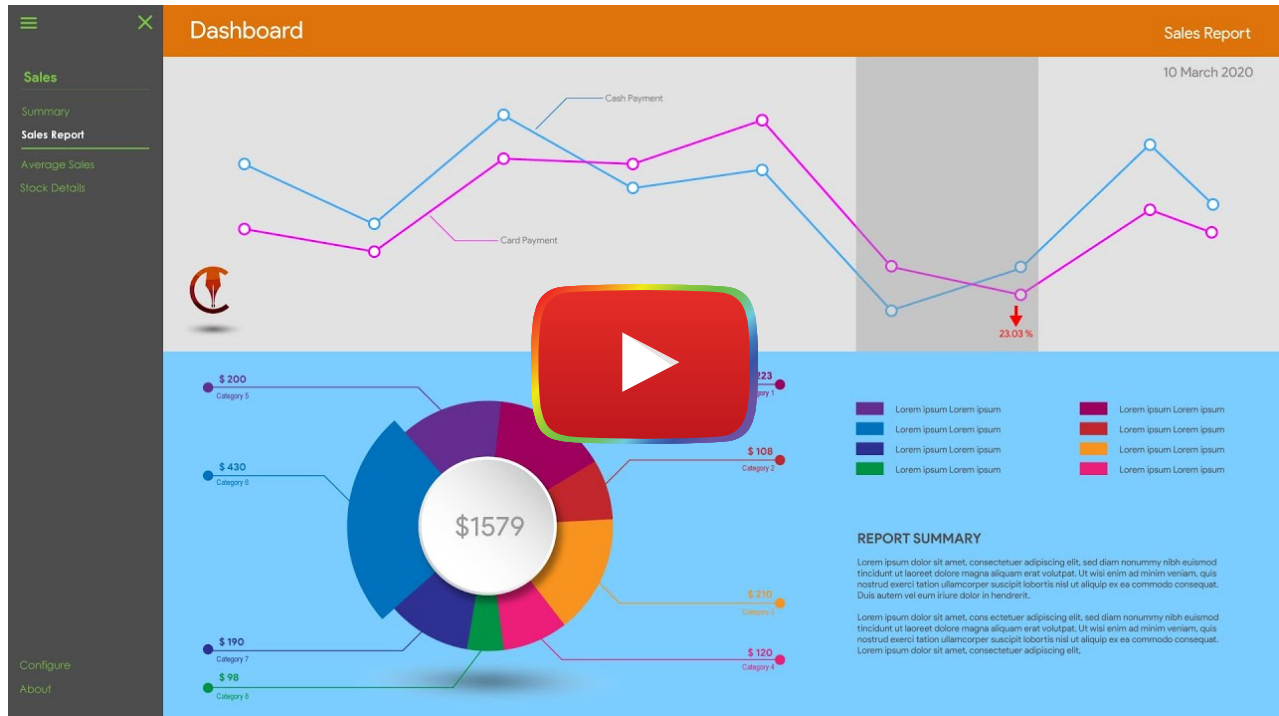 Dashboard
Sales Report
Sales
Summary
Sales Report
Average Sales
Stock Details
Configure
About
10 March 2020
Cash Payment
Card Payment
23.03 %
$ 200
Category 5
$ 430
Category 6
$ 190
Category 7
$ 98
Category 8
$1579
223
gory 1
$ 108
Category 2
$ 210
Category 3
$ 120
Category 4
Lorem ipsum Lorem ipsum
Lorem ipsum Lorem ipsum
Lorem ipsum Lorem ipsum
Lorem ipsum Lorem ipsum
Lorem ipsum Lorem ipsum
Lorem ipsum Lorem ipsum
Lorem ipsum Lorem ipsum
Lorem ipsum Lorem ipsum
REPORT SUMMARY
Lorem ipsum dolor sit amet, consectetuer adipiscing elit, sed diam nonummy nibh euismod
tincidunt ut laoreet dolore magna aliquam erat volutpat. Ut wisi enim ad minim veniam, quis
nostrud exerci tation ullamcorper suscipit lobortis nisl ut aliquip ex ea commodo consequat.
Duis autem vel eum iriure dolor in hendrerit.
Lorem ipsum dolor sit amet, cons ectetuer adipiscing elit, sed diam nonummy nibh euismod
tincidunt ut laoreet dolore magna aliquam erat volutpat. Ut wisi enim ad minim veniam, quis
nostrud exerci tation ullamcorper suscipit lobortis nisl ut aliquip ex ea commodo consequat.
Lorem ipsum dolor sit amet, consectetuer adipiscing elit,